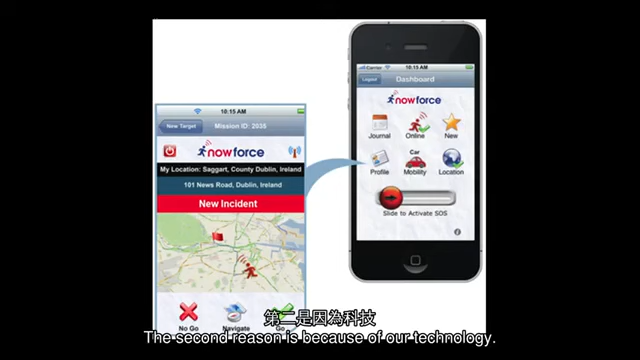 10:15 AM
New Target
Mission ID: 2035
nowforce
My Location: Saggart, County Dublin, Ireland
101 News Road, Dublin, Ireland
New Incident
No Go
Navigate
Go
Carrier
10:15 AM
Logout
Dashboard
nowforce
Journal
Online
New
Profile
Car
Mobility
Location
Slide to Activate SOS
第二是因為科技
The second reason is because of our technology.